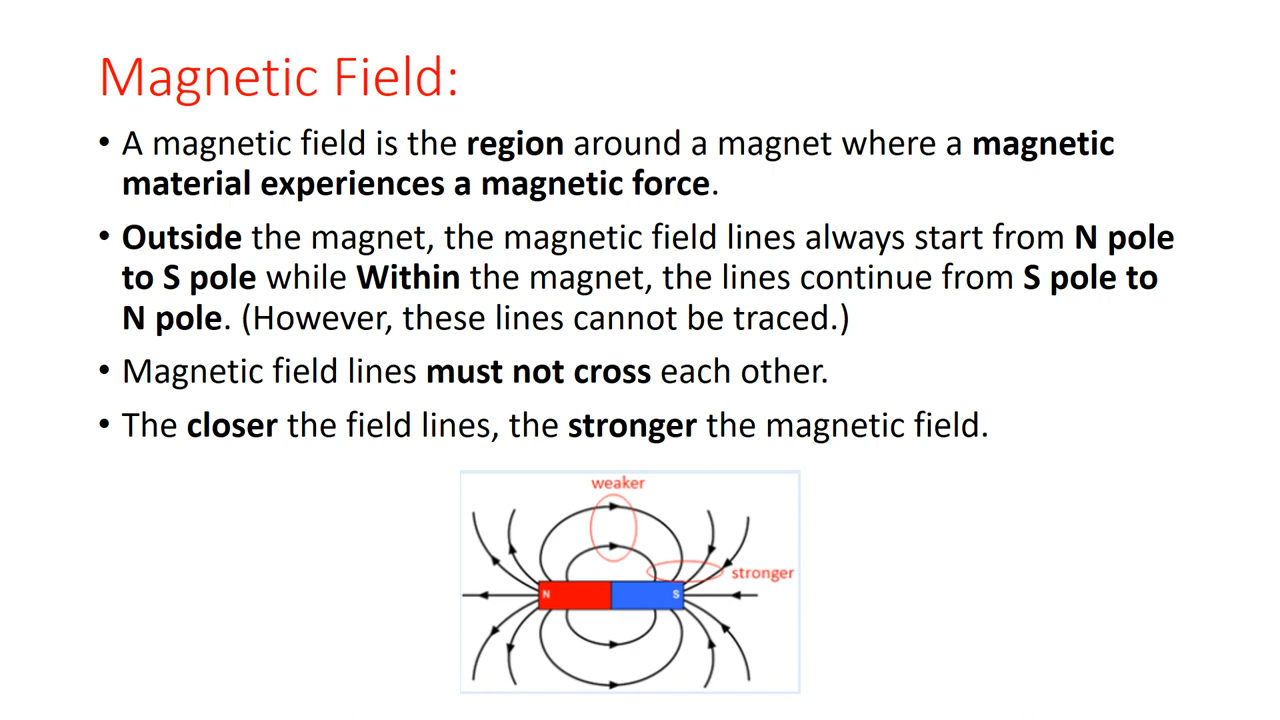 Magnetic Field:
• A magnetic field is the region around a magnet where a magnetic
material experiences a magnetic force.
• Outside the magnet, the magnetic field lines always start from N pole
to S pole while Within the magnet, the lines continue from S pole to
N pole. (However, these lines cannot be traced.)
• Magnetic field lines must not cross each other.
• The closer the field lines, the stronger the magnetic field.
weaker
stronger
N S